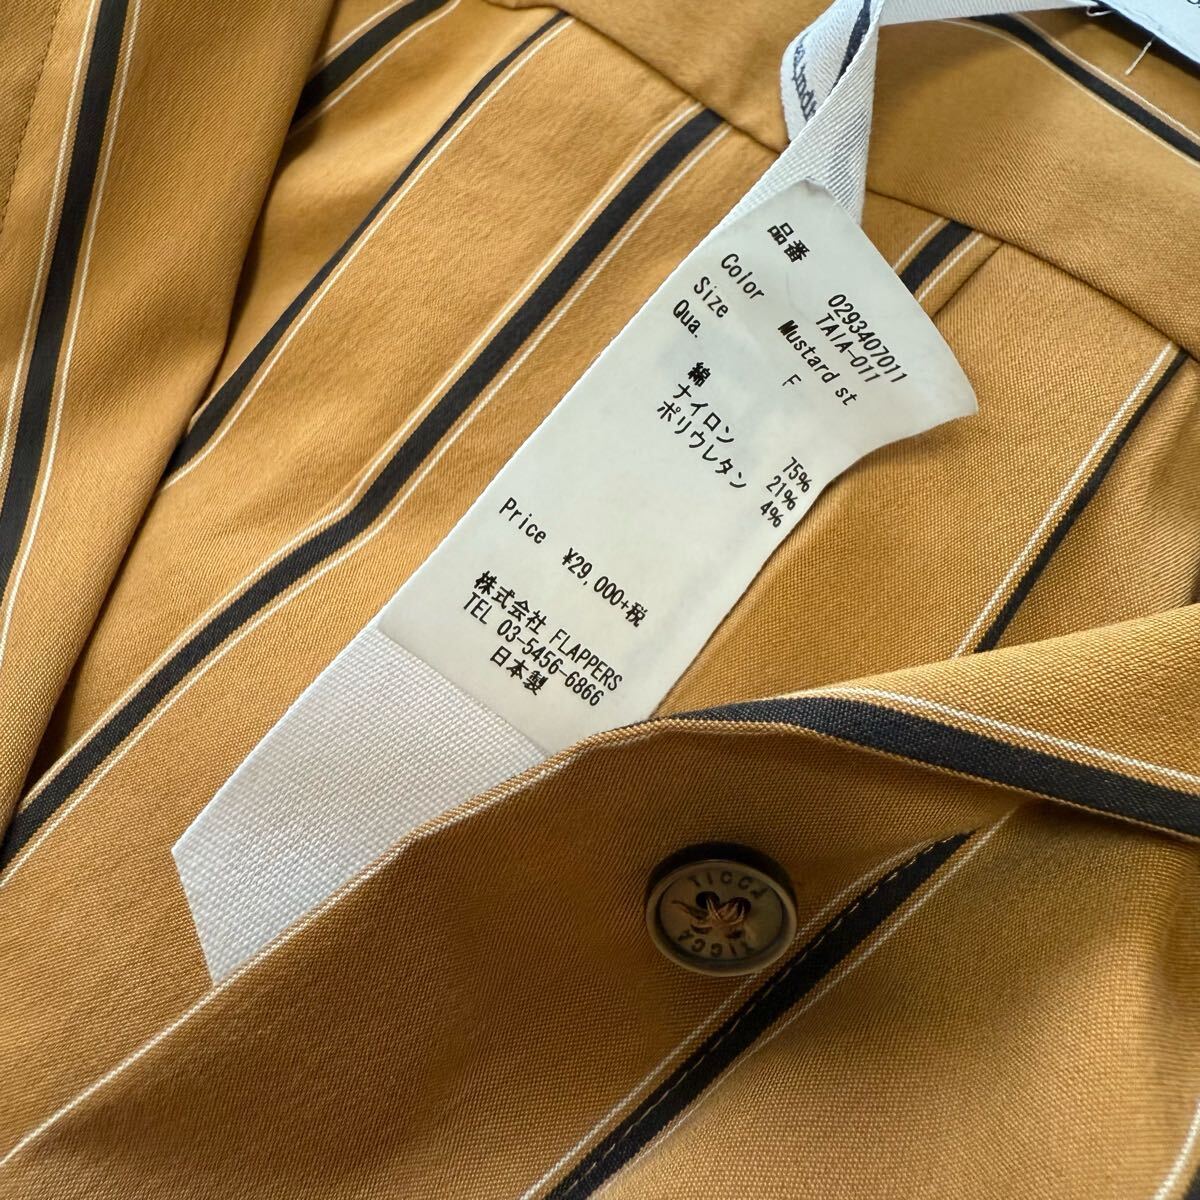 品番 0293407011
TAIA-011
Color Mustard st
Size F
Qua. 綿 75%
ナイロン 21%
ポリウレタン 4%
Price ¥29,000+税
株式会社 FLAPPERS
TEL 03-5456-6866
日本製
TICCA
TICCA